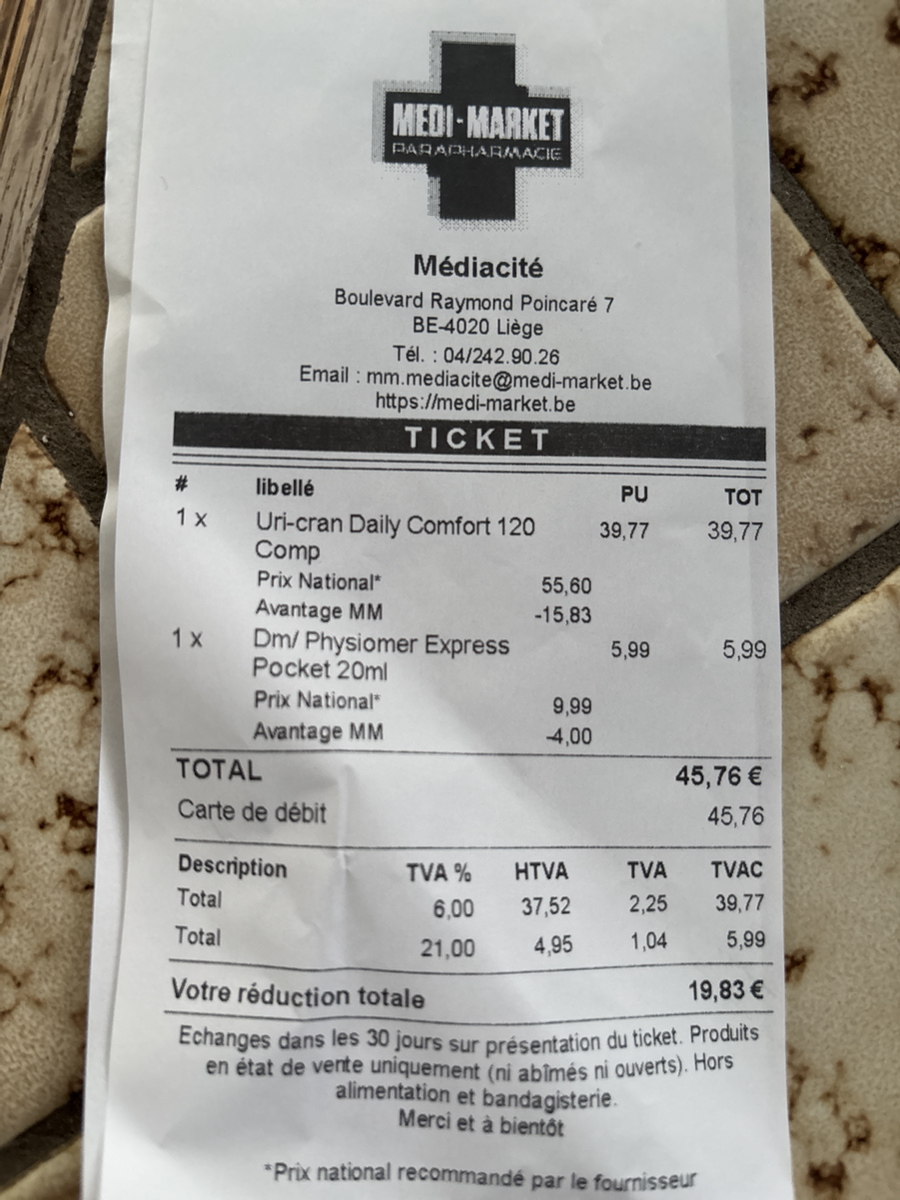 MEDI-MARKET
PARAPHARMACIE
Médiacité
Boulevard Raymond Poincaré 7
BE-4020 Liège
Tél. : 04/242.90.26
Email : mm.mediacite@medi-market.be
https://medi-market.be
TICKET
# libellé PU TOT
1 x Uri-cran Daily Comfort 120 39,77 39,77
Comp
Prix National* 55,60
Avantage MM -15,83
1 x Dm/ Physiomer Express 5,99 5,99
Pocket 20ml
Prix National* 9,99
Avantage MM -4,00
TOTAL 45,76 €
Carte de débit 45,76
Description TVA % HTVA TVA TVAC
Total 6,00 37,52 2,25 39,77
Total 21,00 4,95 1,04 5,99
Votre réduction totale 19,83 €
Echanges dans les 30 jours sur présentation du ticket. Produits
en état de vente uniquement (ni abîmés ni ouverts). Hors
alimentation et bandagisterie.
Merci et à bientôt
*Prix national recommandé par le fournisseur